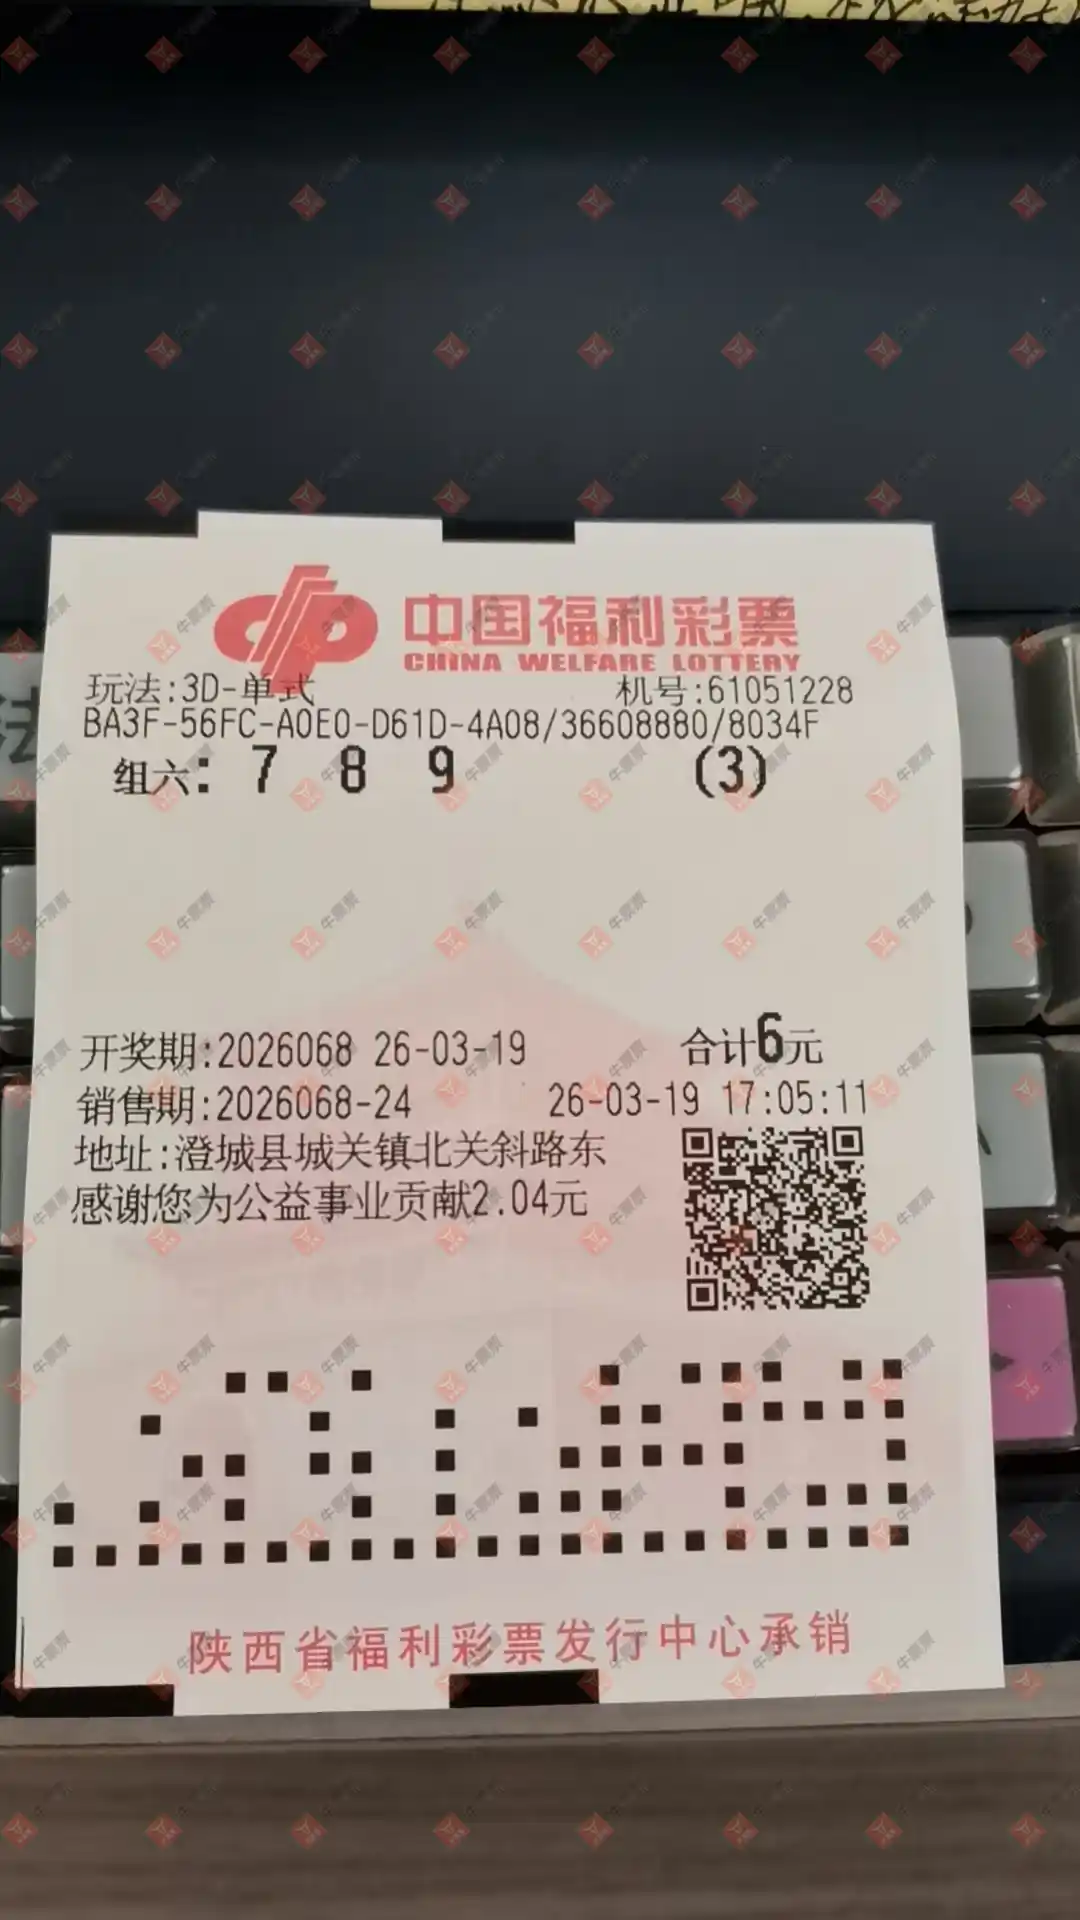 中国福利彩票
CHINA WELFARE LOTTERY
玩法:3D-单式 机号:61051228
BA3F-56FC-A0E0-D61D-4A08/36608880/8034F
组六: 7 8 9 (3)
开奖期:2026068 26-03-19 合计6元
销售期:2026068-24 26-03-19 17:05:11
地址:澄城县城关镇北关斜路东
感谢您为公益事业贡献2.04元
陕西省福利彩票发行中心承销
牛票票